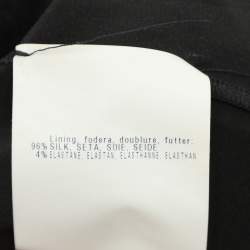 Lining, fodera, doublure, futter:
96% SILK, SETA, SOIE, SEIDE
4% ELASTANE, ELASTAN, ELASTHANNE, ELASTHAN